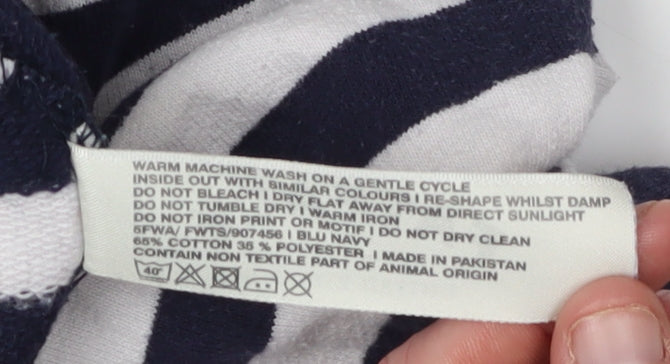 WARM MACHINE WASH ON A GENTLE CYCLE
INSIDE OUT WITH SIMILAR COLOURS | RE-SHAPE WHILST DAMP
DO NOT BLEACH | DRY FLAT AWAY FROM DIRECT SUNLIGHT
DO NOT TUMBLE DRY | WARM IRON
DO NOT IRON PRINT OR MOTIF | DO NOT DRY CLEAN
5FWA/ FWTS/907456 | BLU NAVY
65% COTTON 35 % POLYESTER | MADE IN PAKISTAN
CONTAIN NON TEXTILE PART OF ANIMAL ORIGIN
40°